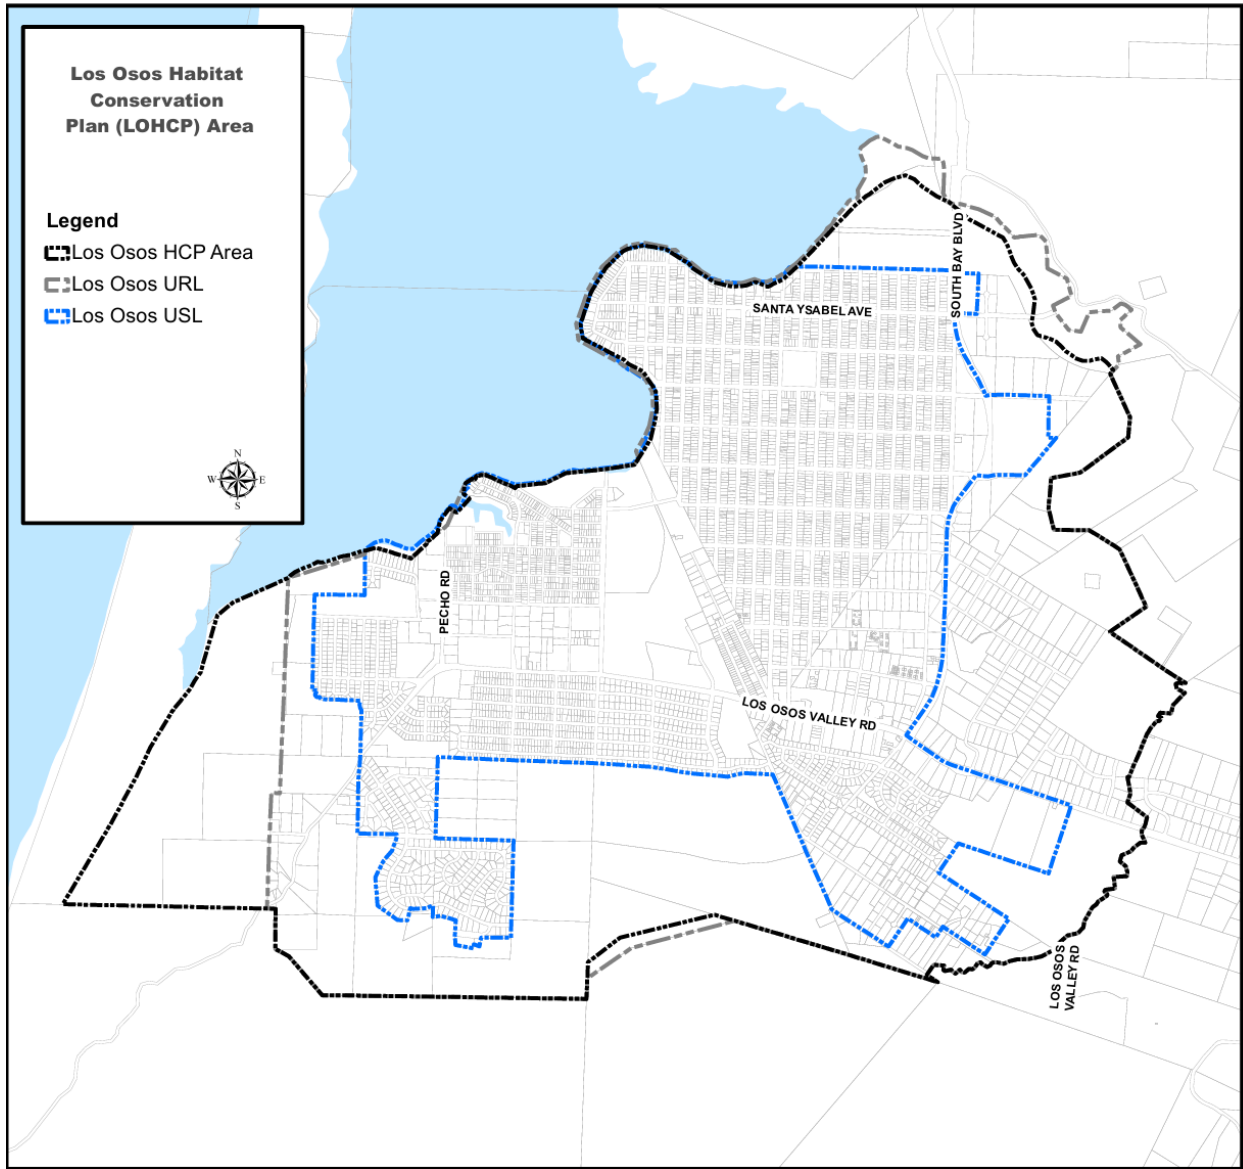 Los Osos Habitat
Conservation
Plan (LOHCP) Area
Legend
Los Osos HCP Area
Los Osos URL
Los Osos USL
N
W E
S
SANTA YSABEL AVE
SOUTH BAY BLVD
PECHO RD
LOS OSOS VALLEY RD
LOS OSOS
VALLEY RD